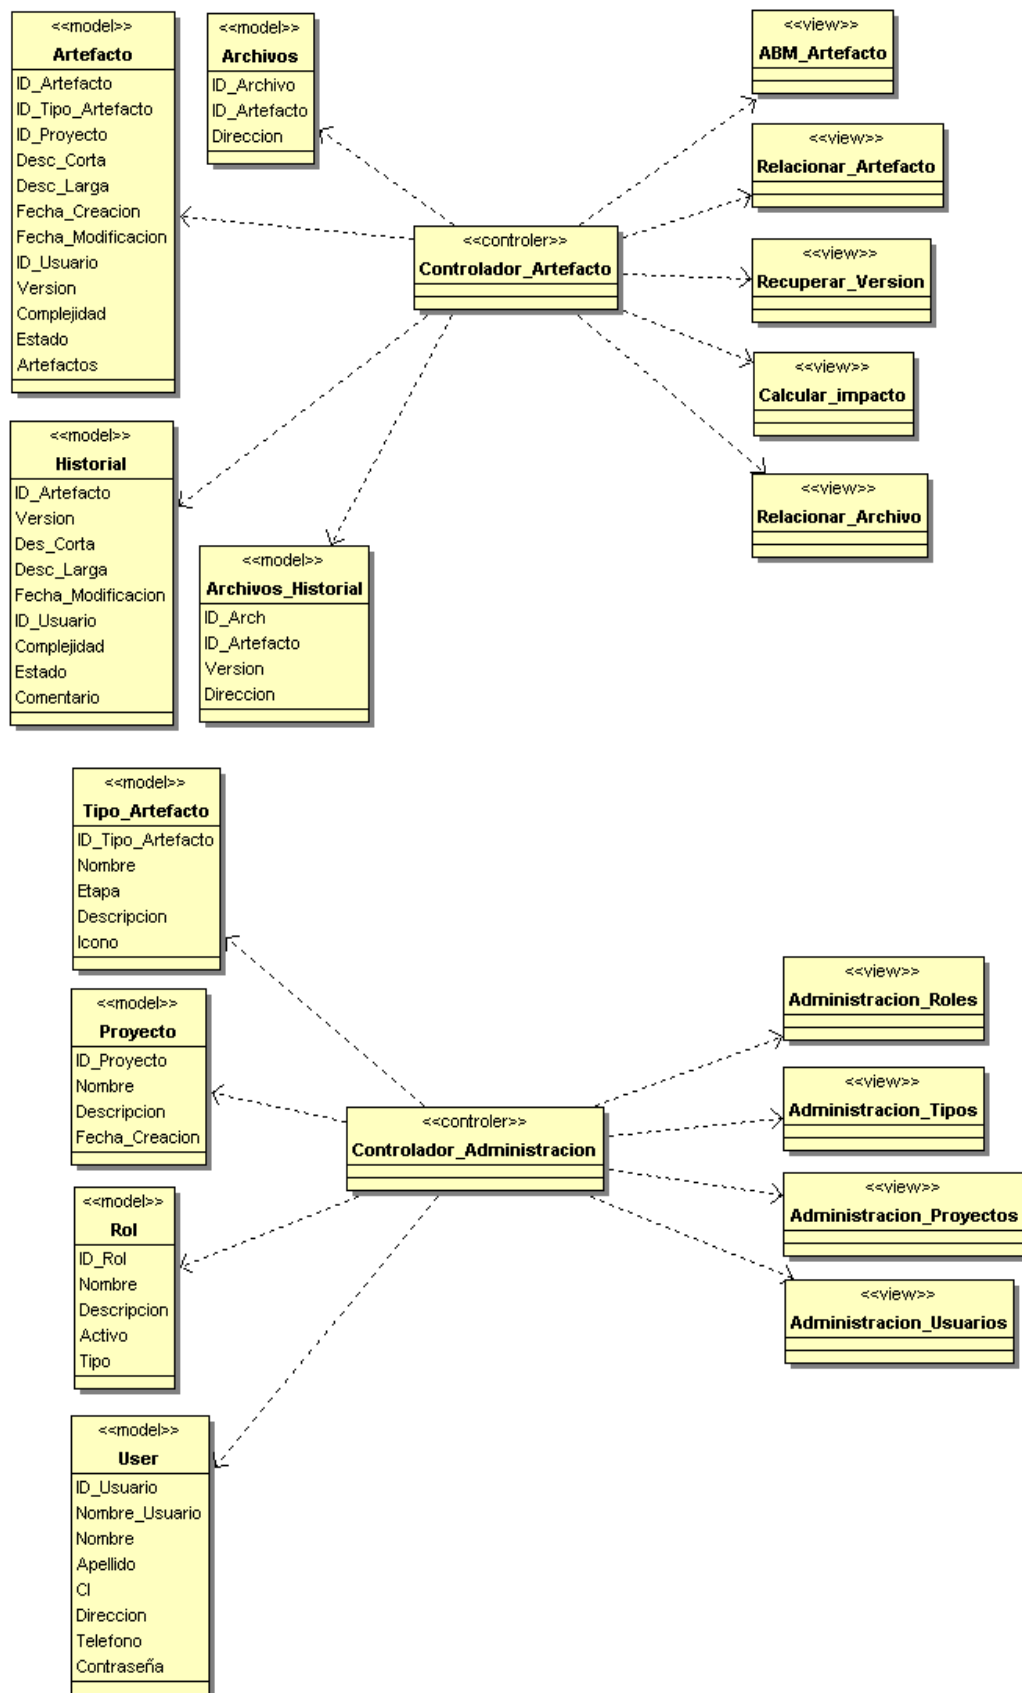 <<model>>
Artefacto
ID_Artefacto
ID_Tipo_Artefacto
ID_Proyecto
Desc_Corta
Desc_Larga
Fecha_Creacion
Fecha_Modificacion
ID_Usuario
Version
Complejidad
Estado
Artefactos
<<model>>
Archivos
ID_Archivo
ID_Artefacto
Direccion
<<view>>
ABM_Artefacto
<<view>>
Relacionar_Artefacto
<<controler>>
Controlador_Artefacto
<<view>>
Recuperar_Version
<<view>>
Calcular_impacto
<<view>>
Relacionar_Archivo
<<model>>
Historial
ID_Artefacto
Version
Des_Corta
Desc_Larga
Fecha_Modificacion
ID_Usuario
Complejidad
Estado
Comentario
<<model>>
Archivos_Historial
ID_Arch
ID_Artefacto
Version
Direccion
<<model>>
Tipo_Artefacto
ID_Tipo_Artefacto
Nombre
Etapa
Descripcion
Icono
<<model>>
Proyecto
ID_Proyecto
Nombre
Descripcion
Fecha_Creacion
<<controler>>
Controlador_Administracion
<<view>>
Administracion_Roles
<<view>>
Administracion_Tipos
<<view>>
Administracion_Proyectos
<<view>>
Administracion_Usuarios
<<model>>
Rol
ID_Rol
Nombre
Descripcion
Activo
Tipo
<<model>>
User
ID_Usuario
Nombre_Usuario
Nombre
Apellido
CI
Direccion
Telefono
Contraseña